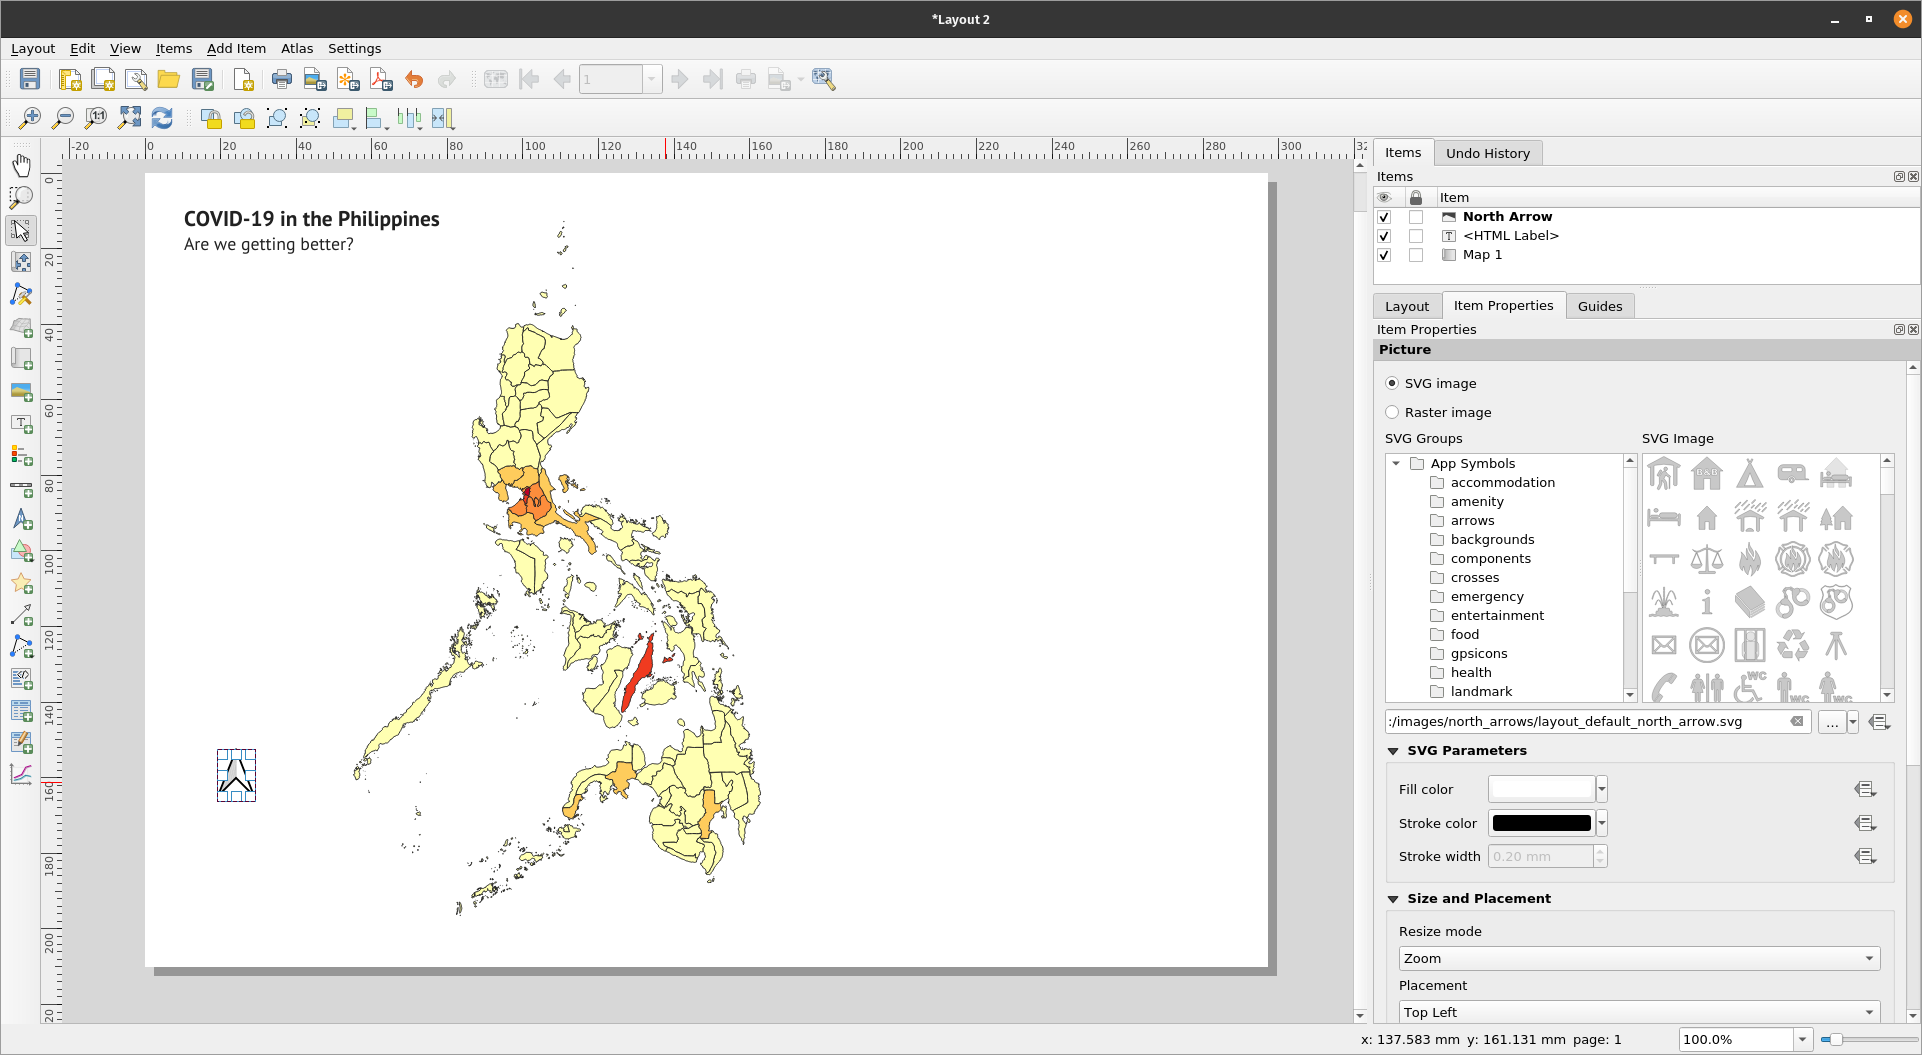 *Layout 2
Layout Edit View Items Add Item Atlas Settings
1
1:1
-20 0 20 40 60 80 100 120 140 160 180 200 220 240 260 280 300 32
0
20
40
60
80
100
120
140
160
180
200
20
COVID-19 in the Philippines
Are we getting better?
Items Undo History
Items
Item
North Arrow
<HTML Label>
Map 1
Layout Item Properties Guides
Item Properties
Picture
SVG image
Raster image
SVG Groups SVG Image
App Symbols
accommodation
amenity
arrows
backgrounds
components
crosses
emergency
entertainment
food
gpsicons
health
landmark
B&B
WC
WC
WC
:/images/north_arrows/layout_default_north_arrow.svg
...
SVG Parameters
Fill color
Stroke color
Stroke width 0.20 mm
Size and Placement
Resize mode
Zoom
Placement
Top Left
x: 137.583 mm y: 161.131 mm page: 1 100.0%